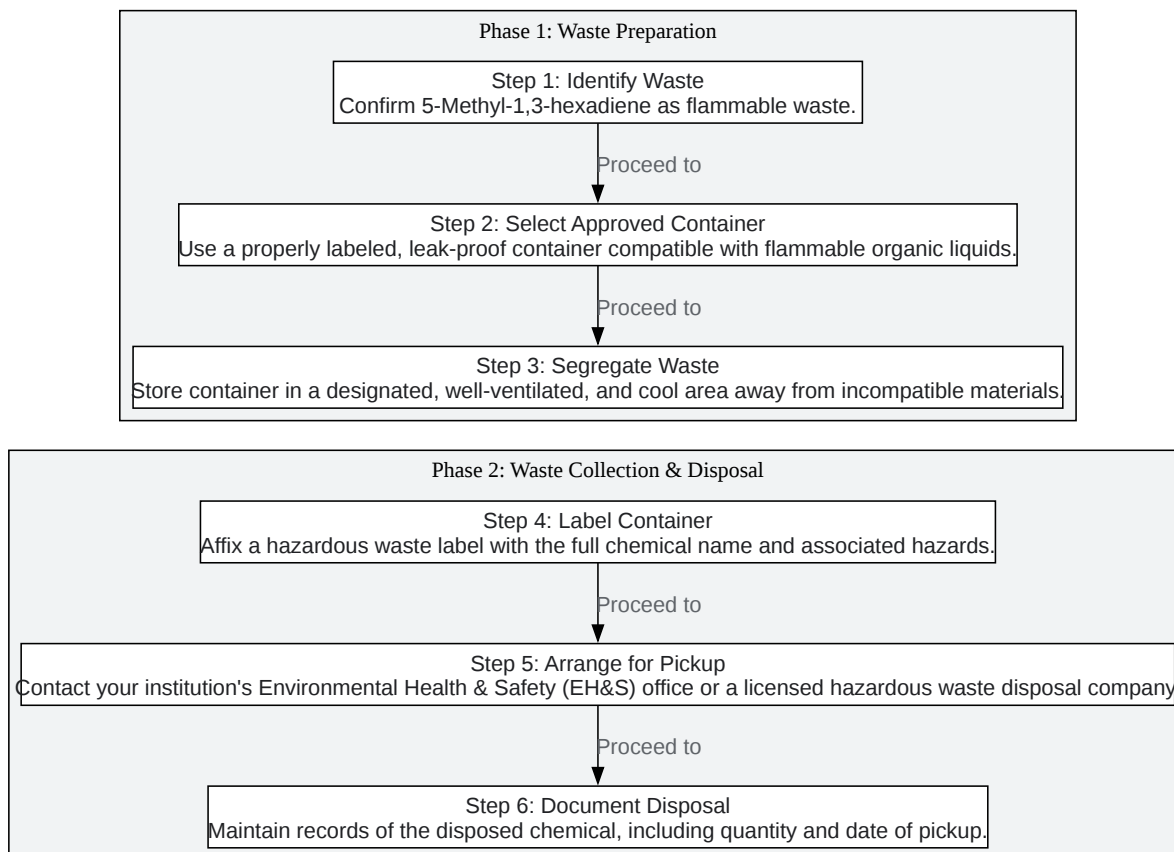 Phase 1: Waste Preparation
Step 1: Identify Waste
Confirm 5-Methyl-1,3-hexadiene as flammable waste.
Proceed to
Step 2: Select Approved Container
Use a properly labeled, leak-proof container compatible with flammable organic liquids.
Proceed to
Step 3: Segregate Waste
Store container in a designated, well-ventilated, and cool area away from incompatible materials.
Phase 2: Waste Collection & Disposal
Step 4: Label Container
Affix a hazardous waste label with the full chemical name and associated hazards.
Proceed to
Step 5: Arrange for Pickup
Contact your institution's Environmental Health & Safety (EH&S) office or a licensed hazardous waste disposal company
Proceed to
Step 6: Document Disposal
Maintain records of the disposed chemical, including quantity and date of pickup.